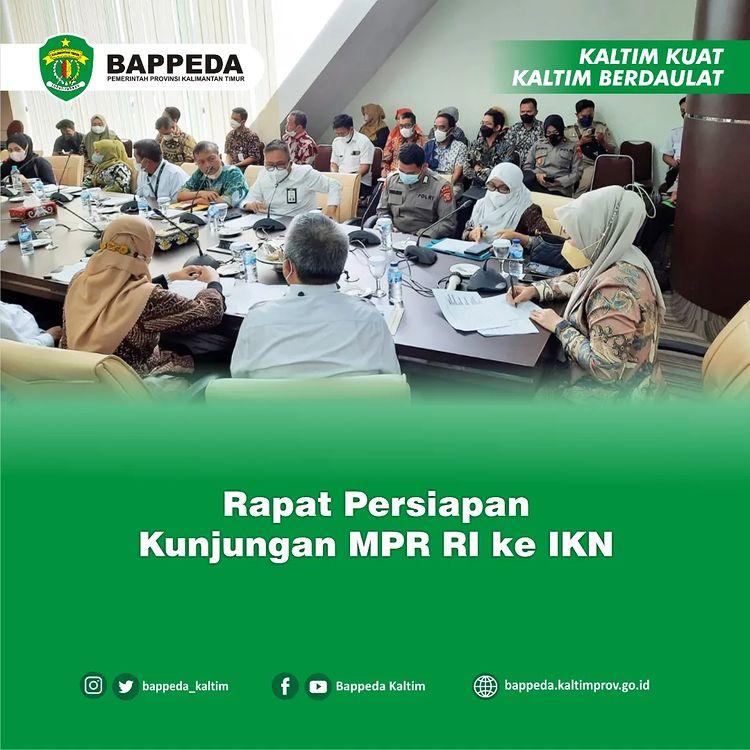 BAPPEDA
PEMERINTAH PROVINSI KALIMANTAN TIMUR
KALTIM KUAT
KALTIM BERDAULAT
POLRI
Rapat Persiapan
Kunjungan MPR RI ke IKN
bappeda_kaltim
Bappeda Kaltim
bappeda.kaltimprov.go.id